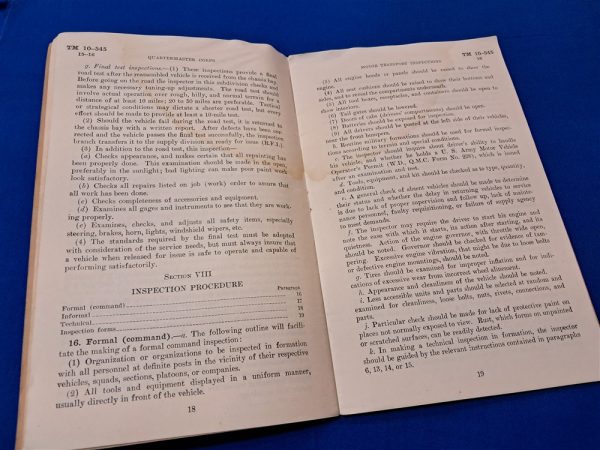 TM 10-545
15-16
QUARTERMASTER CORPS
g. Final test inspections.—(1) These inspections provide a final
road test after the reassembled vehicle is received from the chassis bay.
Before going on the road the inspector in this subdivision checks and
makes any necessary tuning-up adjustments. The road test should
involve actual operation over rough, hilly, and normal terrain for a
distance of at least 10 miles; 20 to 50 miles are preferable. Tactical
or strategical conditions may dictate a shorter road test, but every
effort should be made to provide at least a 10-mile test.
(2) Should the vehicle fail during the road test, it is returned to
the chassis bay with a written report. After defects have been cor-
rected and the vehicle passes the final test successfully, the inspection
branch transfers it to the supply division as ready for issue (R.F.I.).
(3) In addition to the road test, this inspection—
(a) Checks appearance, and makes certain that all repairing has
been properly done. This examination should be made in the open,
preferably in the sunlight; bad lighting can make poor paint work
look satisfactory.
(b) Checks all repairs listed on job (work) order to assure that
all work has been done.
(c) Checks completeness of accessories and equipment.
(d) Examines all gages and instruments to see that they are work-
ing properly.
(e) Examines, checks, and adjusts all safety items, especially
steering, brakes, horn, lights, windshield wipers, etc.
(4) The standards required by the final test must be adopted
with consideration of the service needs, but must always insure that
a vehicle when released for issue is safe to operate and capable of
performing satisfactorily.
SECTION VIII
INSPECTION PROCEDURE
Paragraph
Formal (command) 16
Informal 17
Technical 18
Inspection forms 19
16. Formal (command).—a. The following outline will facili-
tate the making of a formal command inspection:
(1) Organization or organizations to be inspected in formation
with all personnel at definite posts in the vicinity of their respective
vehicles, squads, sections, platoons, or companies.
(2) All tools and equipment displayed in a uniform manner,
usually directly in front of the vehicle.
18
MOTOR TRANSPORT INSPECTIONS
TM 10-545
16
(3) All engine hoods or panels should be raised to show the
engine.
(4) All seat cushions should be raised to show their bottoms and
sides, and to reveal the compartments underneath.
(5) All tool boxes, receptacles, and containers should be open to
show interiors.
(6) Tail gates should be lowered.
(7) Doors of cabs (drivers' compartments) should be open.
(8) Batteries should be exposed for inspection.
(9) All drivers should be posted at the left side of their vehicles,
near the front bumpers.
b. Routine military formations should be used for formal inspec-
tions according to terrain and special conditions.
c. The inspector should inquire about driver's ability to handle
his vehicle, and whether he holds a U. S. Army Motor Vehicle
Operator's Permit (W. D., Q.M.C. Form No. 228), which is issued
after an examination and road test.
d. Tools, equipment, and kit should be checked as to type, quantity,
and condition.
e. A general check of absent vehicles should be made to determine
their status and whether the delay in returning vehicles to service
is due to lack of proper supervision and follow up, lack of mainte-
nance personnel, faulty requisitioning, or failure of supply agency
to meet demands.
f. The inspector may require the driver to start his engine and
note the ease with which it starts, its action after starting, and its
quietness. Action of the engine governor, with throttle wide open,
should be noted. Governor should be checked for evidence of tam-
pering. Excessive engine vibration, that might be due to loose belts
or defective engine mountings, should be noted.
g. Tires should be examined for improper inflation and for indi-
cations of excessive wear from incorrect wheel alinement.
h. Appearance and cleanliness of the vehicle should be noted.
i. Less accessible units and parts should be selected at random and
examined for cleanliness, loose bolts, nuts, rivets, connections, and
parts.
j. Particular check should be made for lack of protective paint on
places not normally exposed to view. Rust, which forms on unpainted
or scratched surfaces, can be readily detected.
k. In making a technical inspection in formation, the inspector
should be guided by the relevant instructions contained in paragraphs
6, 13, 14, or 15.
19